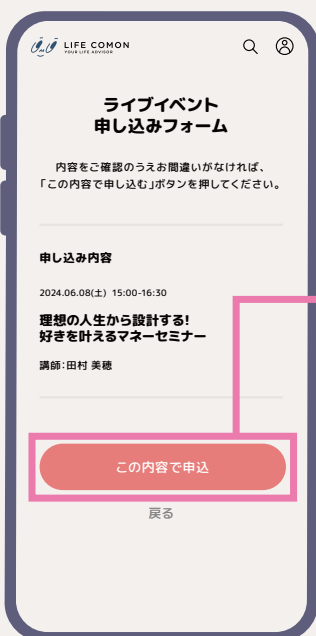 LIFE COMON
YOUR LIFE ADVISOR
ライブイベント
申し込みフォーム
内容をご確認のうえお間違いがなければ、
「この内容で申し込む」ボタンを押してください。
申し込み内容
2024.06.08(土) 15:00-16:30
理想の人生から設計する!
好きを叶えるマネーセミナー
講師:田村 美穂
この内容で申込
戻る